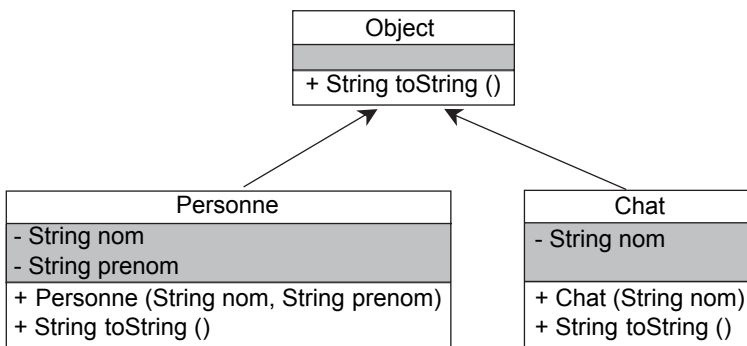 Object
+ String toString ()
Personne
- String nom
- String prenom
+ Personne (String nom, String prenom)
+ String toString ()
Chat
- String nom
+ Chat (String nom)
+ String toString ()